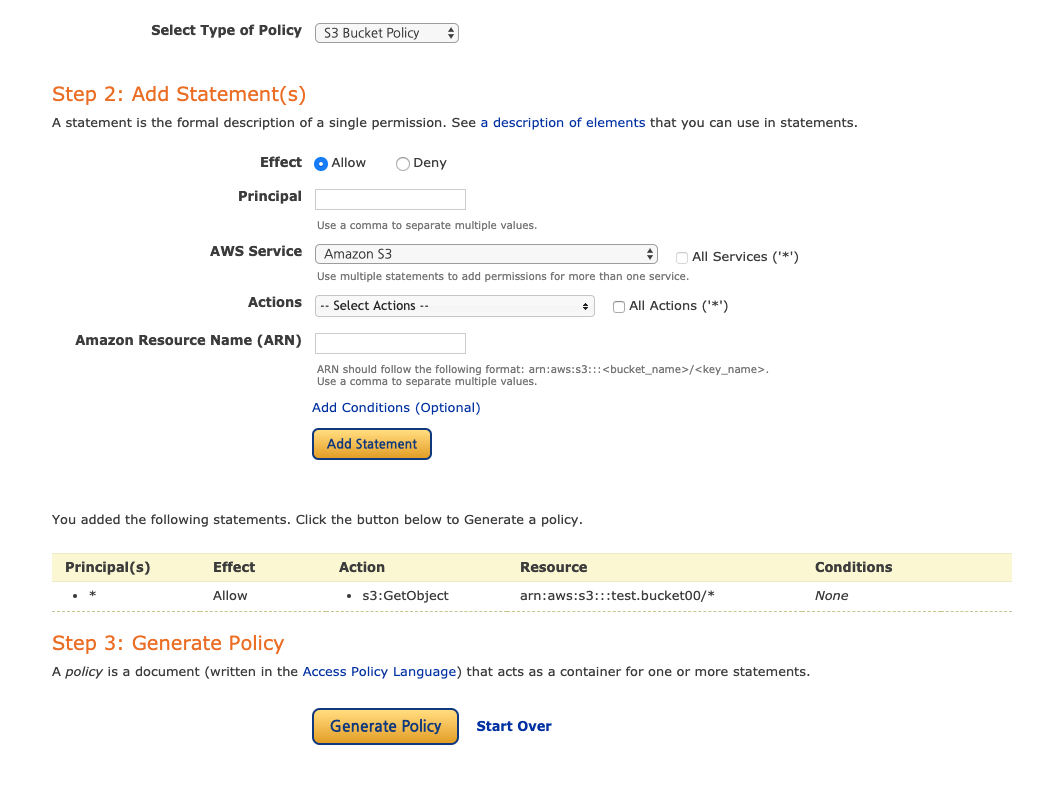 Select Type of Policy S3 Bucket Policy
Step 2: Add Statement(s)
A statement is the formal description of a single permission. See a description of elements that you can use in statements.
Effect Allow Deny
Principal
Use a comma to separate multiple values.
AWS Service Amazon S3 All Services ('*')
Use multiple statements to add permissions for more than one service.
Actions -- Select Actions -- All Actions ('*')
Amazon Resource Name (ARN)
ARN should follow the following format: arn:aws:s3:::<bucket_name>/<key_name>.
Use a comma to separate multiple values.
Add Conditions (Optional)
Add Statement
You added the following statements. Click the button below to Generate a policy.
Principal(s) Effect Action Resource Conditions
• * Allow • s3:GetObject arn:aws:s3:::test.bucket00/* None
Step 3: Generate Policy
A policy is a document (written in the Access Policy Language) that acts as a container for one or more statements.
Generate Policy Start Over